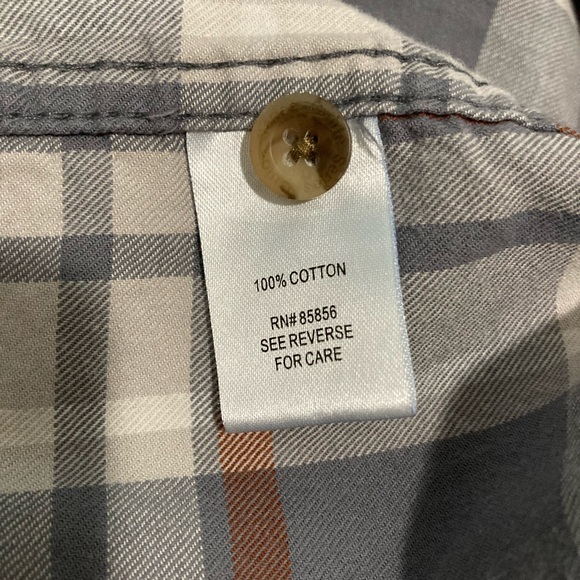 100% COTTON
RN# 85856
SEE REVERSE
FOR CARE